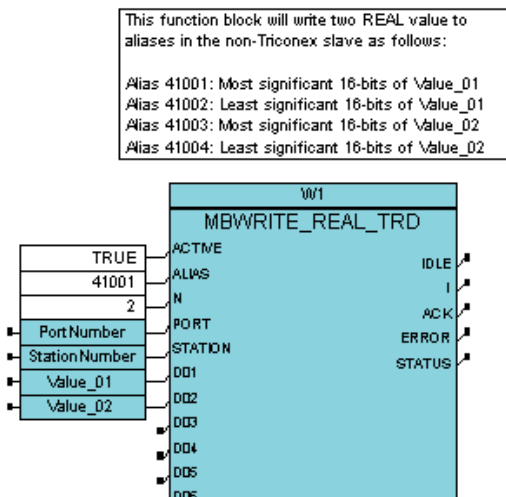 This function block will write two REAL value to
aliases in the non-Triconex slave as follows:
Alias 41001: Most significant 16-bits of Value_01
Alias 41002: Least significant 16-bits of Value_01
Alias 41003: Most significant 16-bits of Value_02
Alias 41004: Least significant 16-bits of Value_02
W1
MBWRITE_REAL_TRD
TRUE ACTIVE IDLE
41001 ALIAS I
2 N ACK
PortNumber PORT ERROR
StationNumber STATION STATUS
Value_01 D01
Value_02 D02
D03
D04
D05
D06